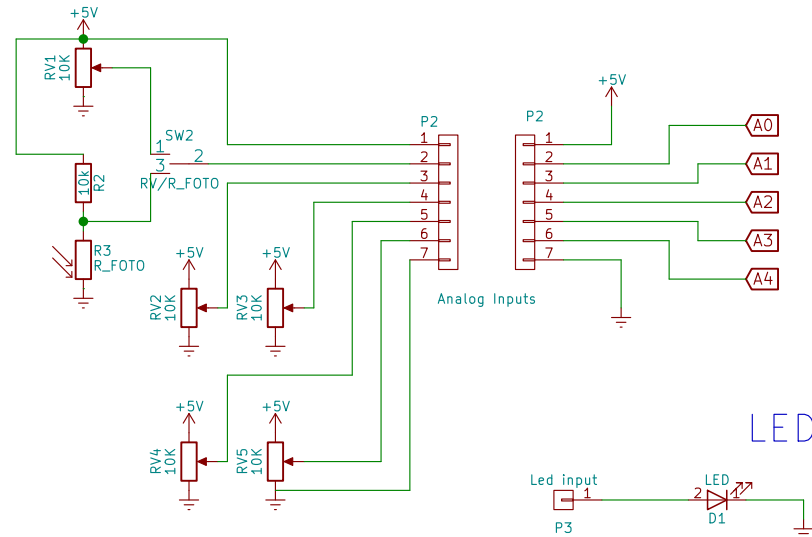 +5V
RV1
10K
SW2
1
3
2
RV/R_FOTO
10k
R2
R3
R_FOTO
+5V
RV2
10K
+5V
RV3
10K
+5V
RV4
10K
+5V
RV5
10K
P2
1
2
3
4
5
6
7
Analog Inputs
P2
1
2
3
4
5
6
7
+5V
A0
A1
A2
A3
A4
LED
Led input
1
P3
LED
2
1
D1